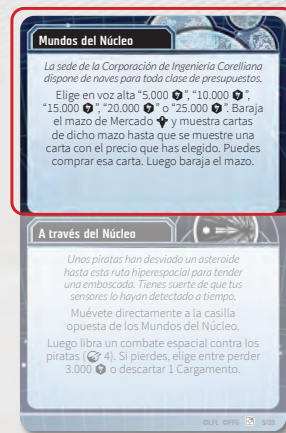 Mundos del Núcleo
La sede de la Corporación de Ingeniería Corelliana
dispone de naves para toda clase de presupuestos.
Elige en voz alta “5.000 ”, “10.000 ”,
“15.000 ”, “20.000 ” o “25.000 ”. Baraja
el mazo de Mercado y muestra cartas
de dicho mazo hasta que se muestre una
carta con el precio que has elegido. Puedes
comprar esa carta. Luego baraja el mazo.
A través del Núcleo
Unos piratas han desviado un asteroide
hasta esta ruta hiperespacial para tender
una emboscada. Tienes suerte de que tus
sensores lo hayan detectado a tiempo.
Muévete directamente a la casilla
opuesta de los Mundos del Núcleo.
Luego libra un combate espacial contra los
piratas ( 4). Si pierdes, elige entre perder
3.000 o descartar 1 Cargamento.